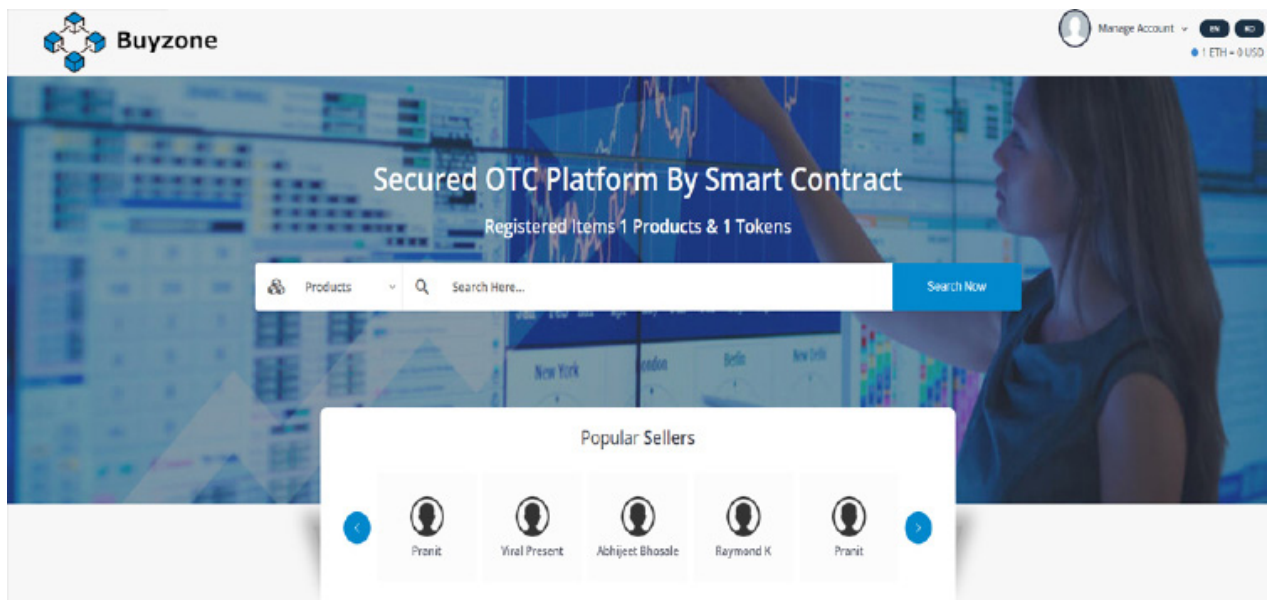 Buyzone
Manage Account
EN KO
1 ETH = 0 USD
Secured OTC Platform By Smart Contract
Registered Items 1 Products & 1 Tokens
Products
Search Here...
Search Now
New York
London
Berlin
New Delhi
Popular Sellers
Pranit
Viral Present
Abhijeet Bhosale
Raymond K
Pranit